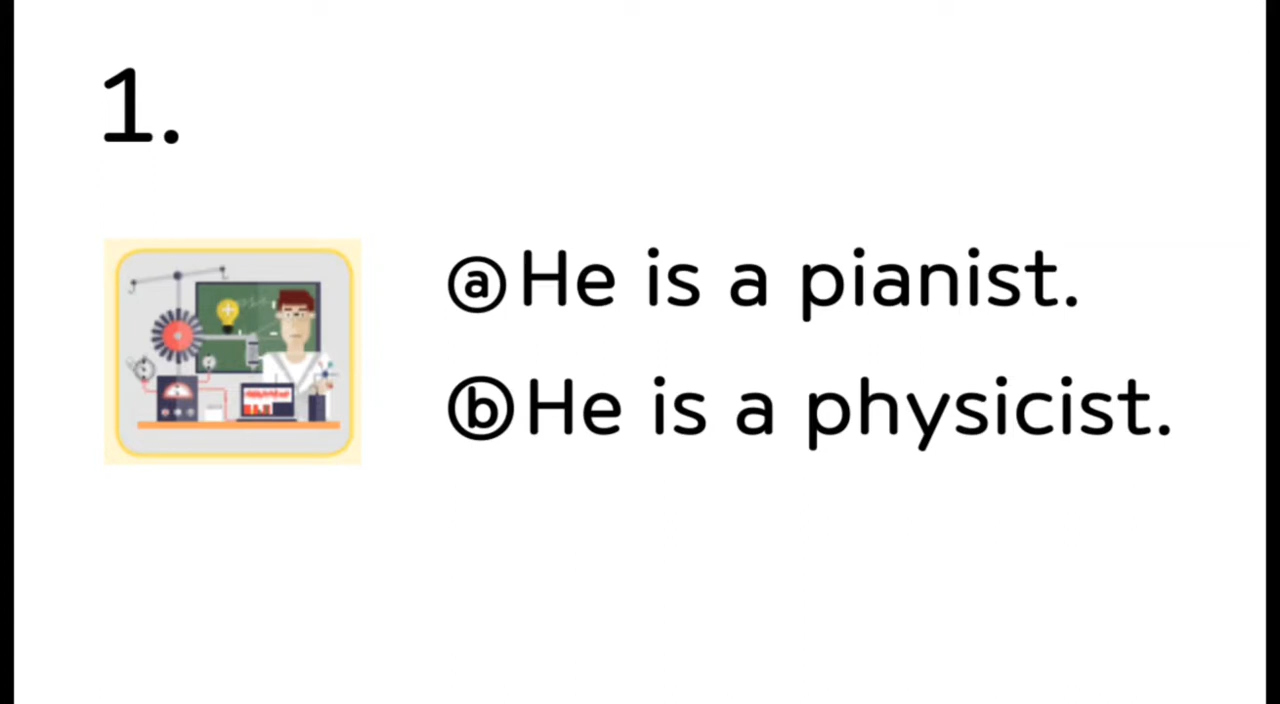 1.
ⓐHe is a pianist.
ⓑHe is a physicist.